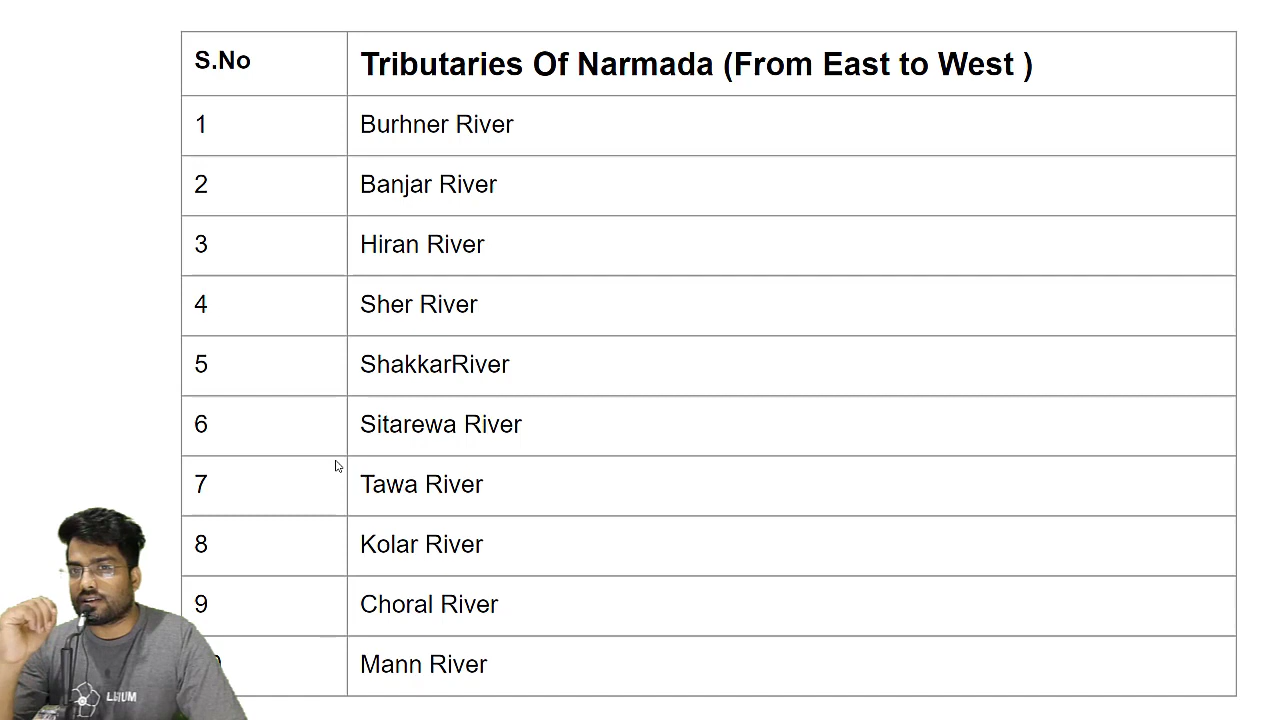 S.No Tributaries Of Narmada (From East to West )
1 Burhner River
2 Banjar River
3 Hiran River
4 Sher River
5 ShakkarRiver
6 Sitarewa River
7 Tawa River
8 Kolar River
9 Choral River
Mann River